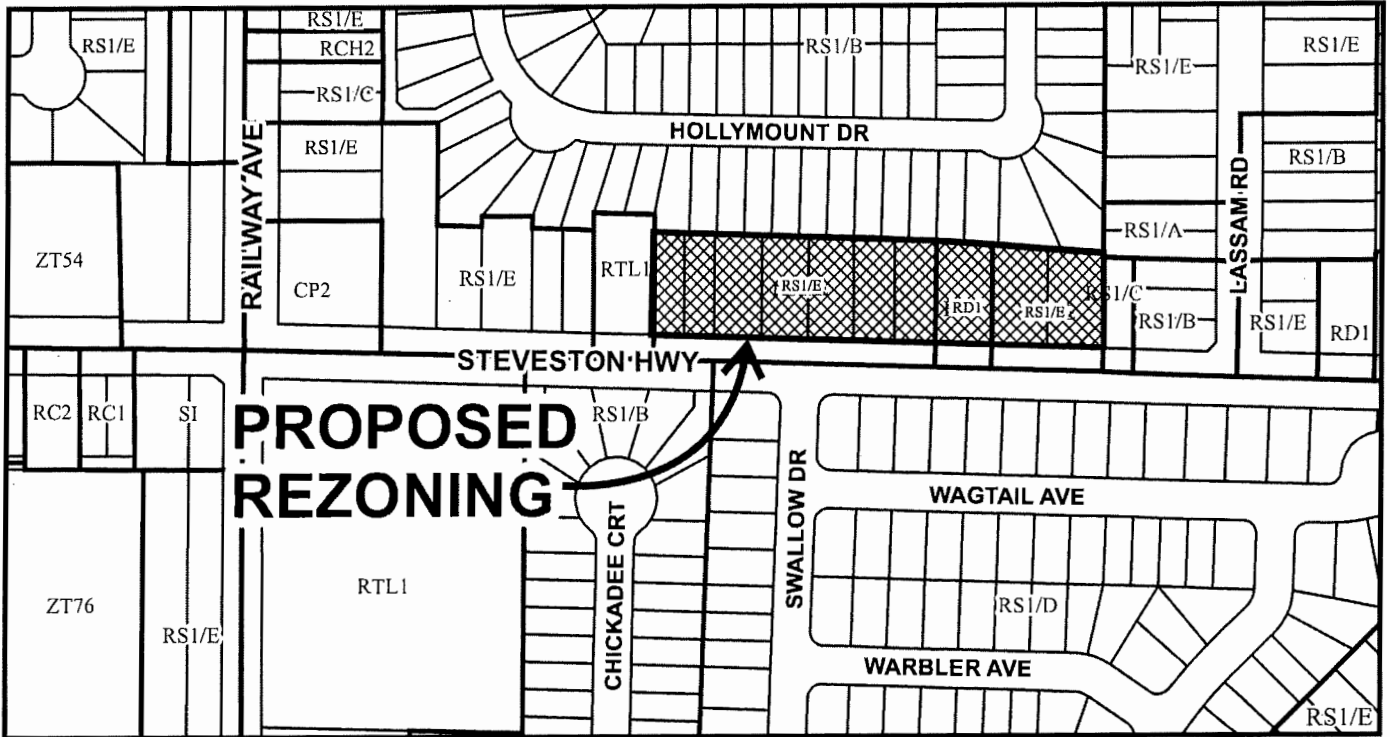 RS1/E
RS1/E
RCH2
RS1/B
RS1/E
RS1/E
RS1/C
HOLLYMOUNT DR
RAILWAY AVE
RS1/E
RS1/B
LASSAM RD
RS1/A
ZT54
CP2
RS1/E
RTL1
RS1/E
RD1
RS1/E
RS1/C
RS1/B
RS1/E
RD1
STEVESTON HWY
RC2
RC1
SI
PROPOSED
REZONING
RS1/B
SWALLOW DR
WAGTAIL AVE
CHICKADEE CRT
RTL1
ZT76
RS1/E
RS1/D
WARBLER AVE
RS1/E